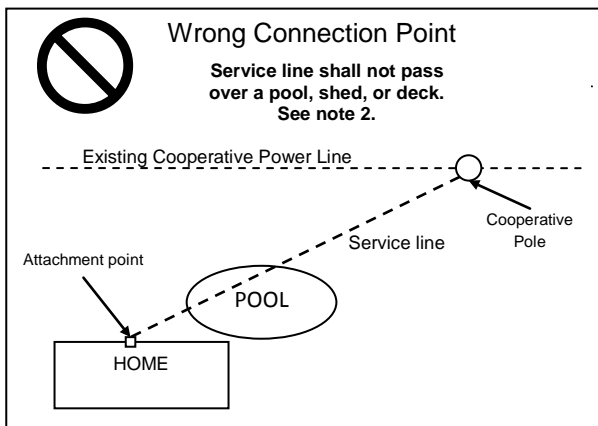 Wrong Connection Point
Service line shall not pass
over a pool, shed, or deck.
See note 2.
Existing Cooperative Power Line
Cooperative
Pole
Service line
Attachment point
POOL
HOME